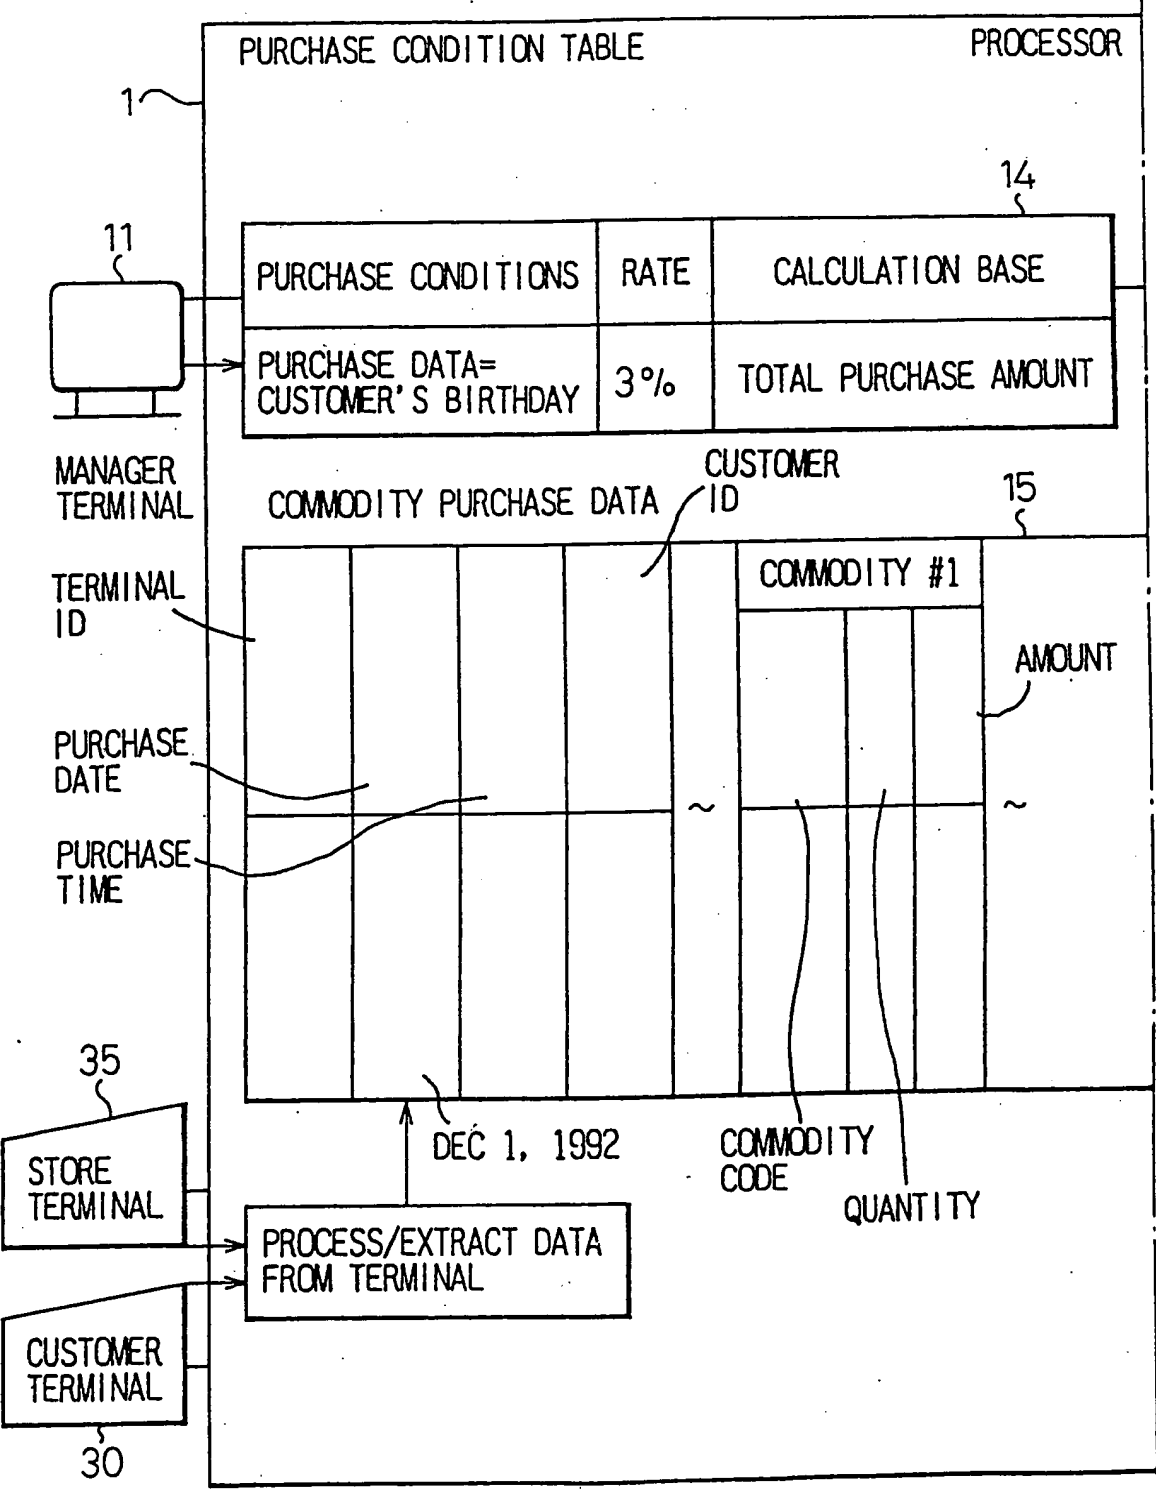 PURCHASE CONDITION TABLE
PROCESSOR
1
14
11
PURCHASE CONDITIONS
RATE
CALCULATION BASE
PURCHASE DATA=
CUSTOMER'S BIRTHDAY
3%
TOTAL PURCHASE AMOUNT
MANAGER
TERMINAL
CUSTOMER
ID
COMMODITY PURCHASE DATA
15
TERMINAL
ID
COMMODITY #1
AMOUNT
PURCHASE
DATE
~
~
PURCHASE
TIME
35
DEC 1, 1992
COMMODITY
CODE
QUANTITY
STORE
TERMINAL
PROCESS/EXTRACT DATA
FROM TERMINAL
CUSTOMER
TERMINAL
30